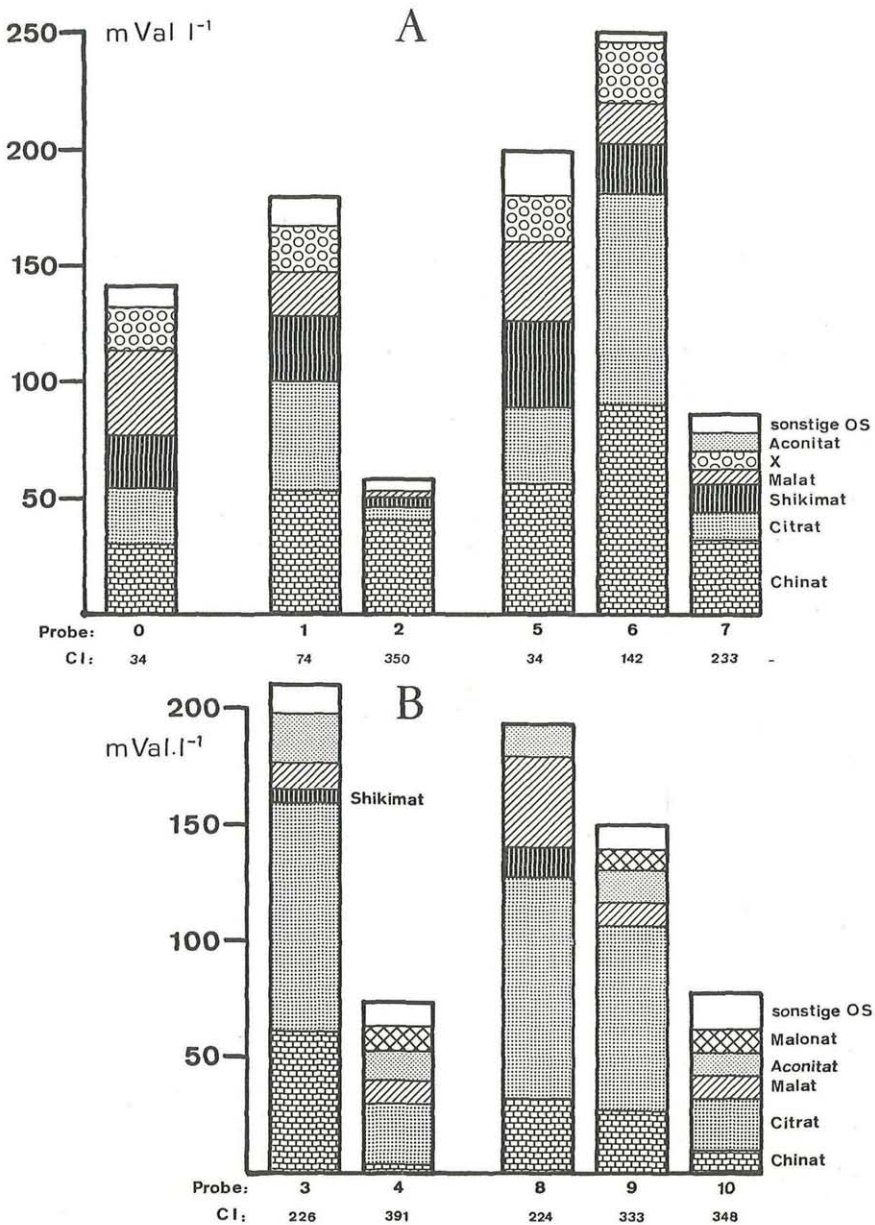 A
mVal l⁻¹
250
200
150
100
50
sonstige OS
Aconitat
X
Malat
Shikimat
Citrat
Chinat
Probe: 0 1 2 5 6 7
Cl: 34 74 350 34 142 233 -
B
mVal.l⁻¹
200
150
100
50
Shikimat
sonstige OS
Malonat
Aconitat
Malat
Citrat
Chinat
Probe: 3 4 8 9 10
Cl: 226 391 224 333 348